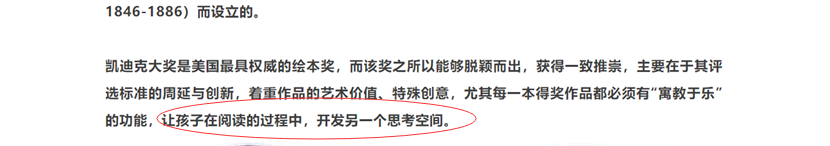 1846-1886）而设立的。
凯迪克大奖是美国最具权威的绘本奖，而该奖之所以能够脱颖而出，获得一致推崇，主要在于其评
选标准的周延与创新，着重作品的艺术价值、特殊创意，尤其每一本得奖作品都必须有“寓教于乐”
的功能，让孩子在阅读的过程中，开发另一个思考空间。